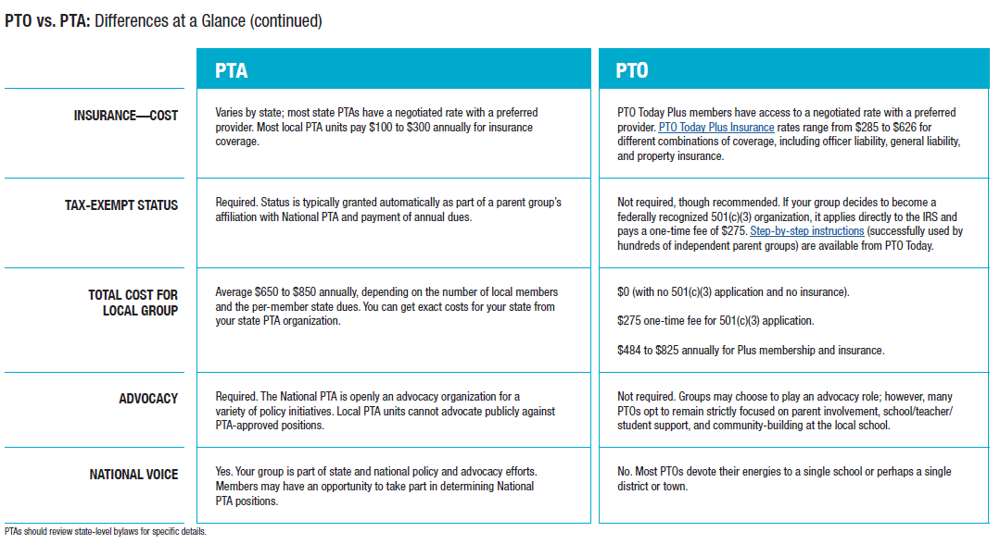 PTO vs. PTA: Differences at a Glance (continued)
PTA
PTO
INSURANCE—COST
Varies by state; most state PTAs have a negotiated rate with a preferred
provider. Most local PTA units pay $100 to $300 annually for insurance
coverage.
PTO Today Plus members have access to a negotiated rate with a preferred
provider. PTO Today Plus Insurance rates range from $285 to $626 for
different combinations of coverage, including officer liability, general liability,
and property insurance.
TAX-EXEMPT STATUS
Required. Status is typically granted automatically as part of a parent group's
affiliation with National PTA and payment of annual dues.
Not required, though recommended. If your group decides to become a
federally recognized 501(c)(3) organization, it applies directly to the IRS and
pays a one-time fee of $275. Step-by-step instructions (successfully used by
hundreds of independent parent groups) are available from PTO Today.
TOTAL COST FOR
LOCAL GROUP
Average $650 to $850 annually, depending on the number of local members
and the per-member state dues. You can get exact costs for your state from
your state PTA organization.
$0 (with no 501(c)(3) application and no insurance).
$275 one-time fee for 501(c)(3) application.
$484 to $825 annually for Plus membership and insurance.
ADVOCACY
Required. The National PTA is openly an advocacy organization for a
variety of policy initiatives. Local PTA units cannot advocate publicly against
PTA-approved positions.
Not required. Groups may choose to play an advocacy role; however, many
PTOs opt to remain strictly focused on parent involvement, school/teacher/
student support, and community-building at the local school.
NATIONAL VOICE
Yes. Your group is part of state and national policy and advocacy efforts.
Members may have an opportunity to take part in determining National
PTA positions.
No. Most PTOs devote their energies to a single school or perhaps a single
district or town.
PTAs should review state-level bylaws for specific details.